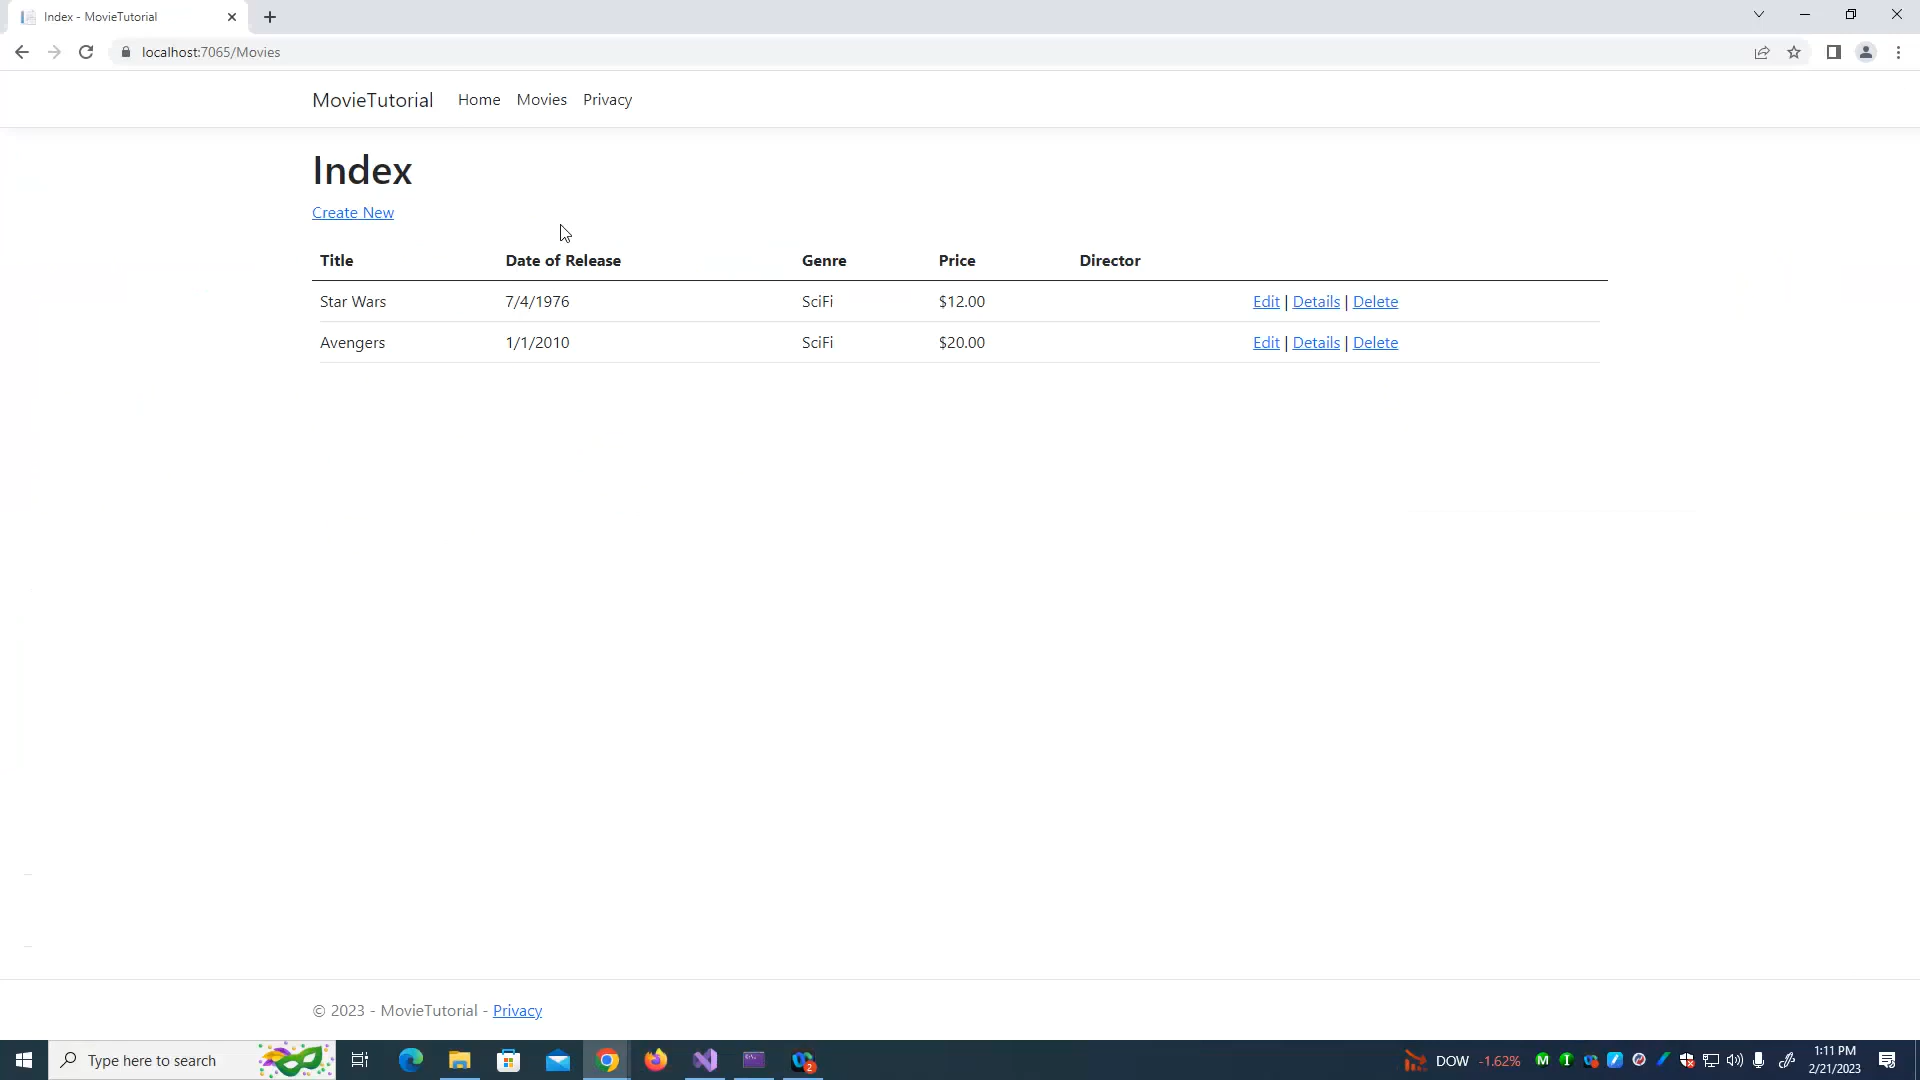 Index - MovieTutorial
localhost:7065/Movies
MovieTutorial Home Movies Privacy
Index
Create New
Title Date of Release Genre Price Director
Star Wars 7/4/1976 SciFi $12.00 Edit | Details | Delete
Avengers 1/1/2010 SciFi $20.00 Edit | Details | Delete
© 2023 - MovieTutorial - Privacy
Type here to search 2 DOW -1.62% M I 1:11 PM
2/21/2023